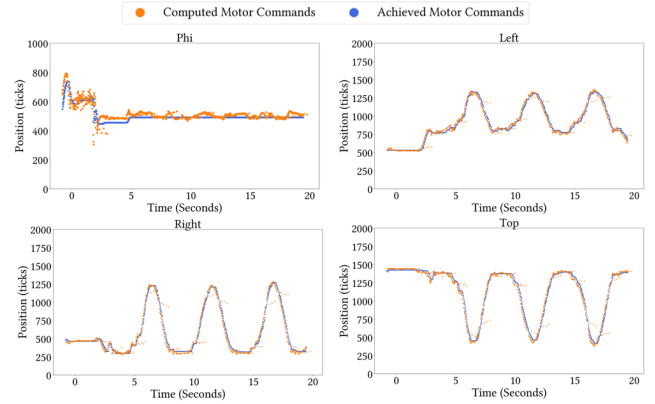 Computed Motor Commands Achieved Motor Commands
Phi
Position (ticks)
1000
800
600
400
200
0
0 5 10 15 20
Time (Seconds)
Left
Position (ticks)
2000
1750
1500
1250
1000
750
500
250
0
0 5 10 15 20
Time (Seconds)
Right
Position (ticks)
2000
1750
1500
1250
1000
750
500
250
0
0 5 10 15 20
Time (Seconds)
Top
Position (ticks)
2000
1750
1500
1250
1000
750
500
250
0
0 5 10 15 20
Time (Seconds)